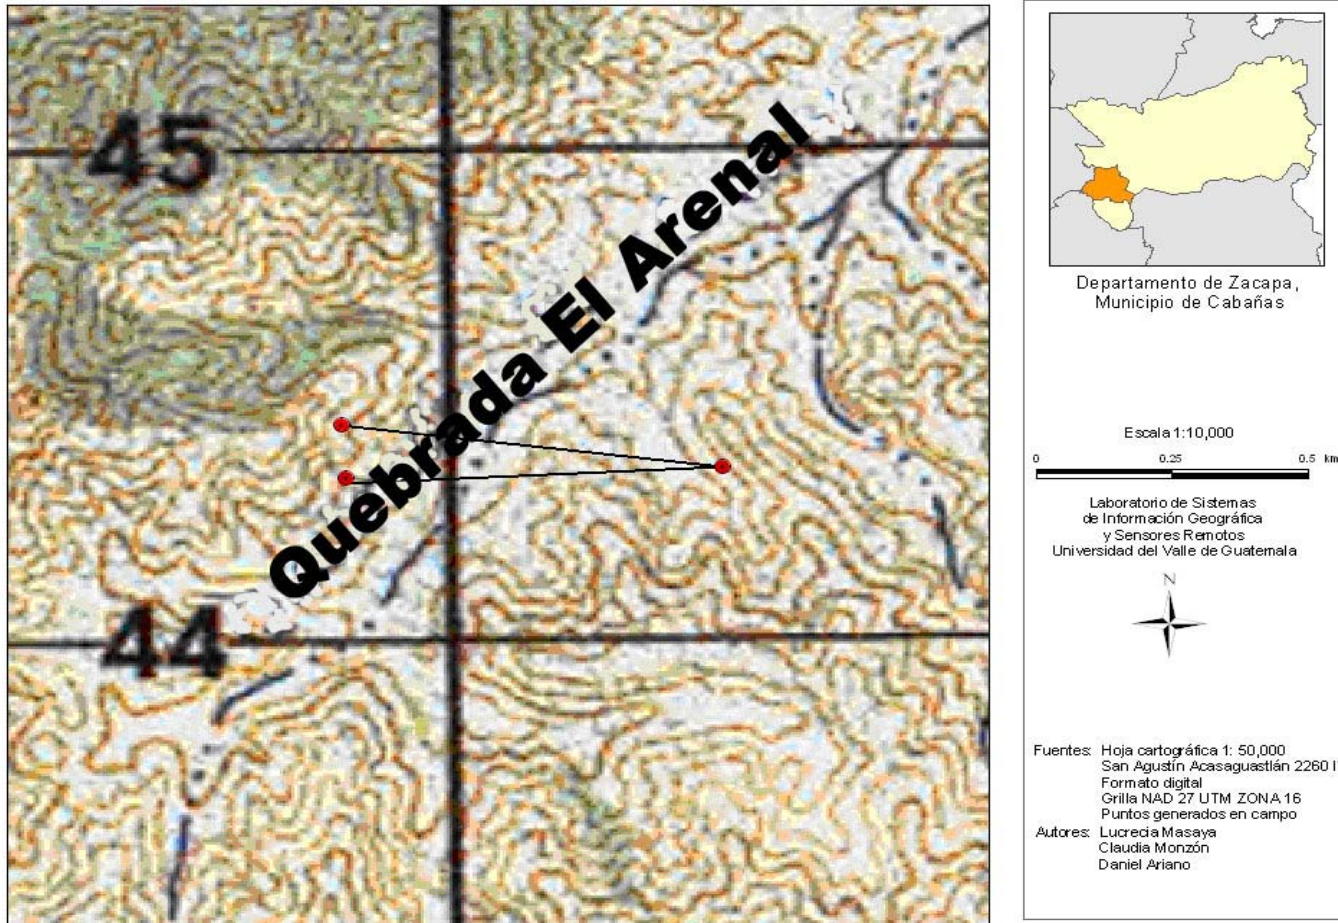 45
Quebrada El Arenal
44
Departamento de Zacapa,
Municipio de Cabañas
Escala 1:10,000
0 0.25 0.5 km
Laboratorio de Sistemas
de Información Geográfica
y Sensores Remotos
Universidad del Valle de Guatemala
N
Fuentes: Hoja cartográfica 1: 50,000
San Agustín Acasaguastlán 2260 I
Formato digital
Grilla NAD 27 UTM ZONA 16
Puntos generados en campo
Autores: Lucrecia Masaya
Claudia Monzón
Daniel Ariano